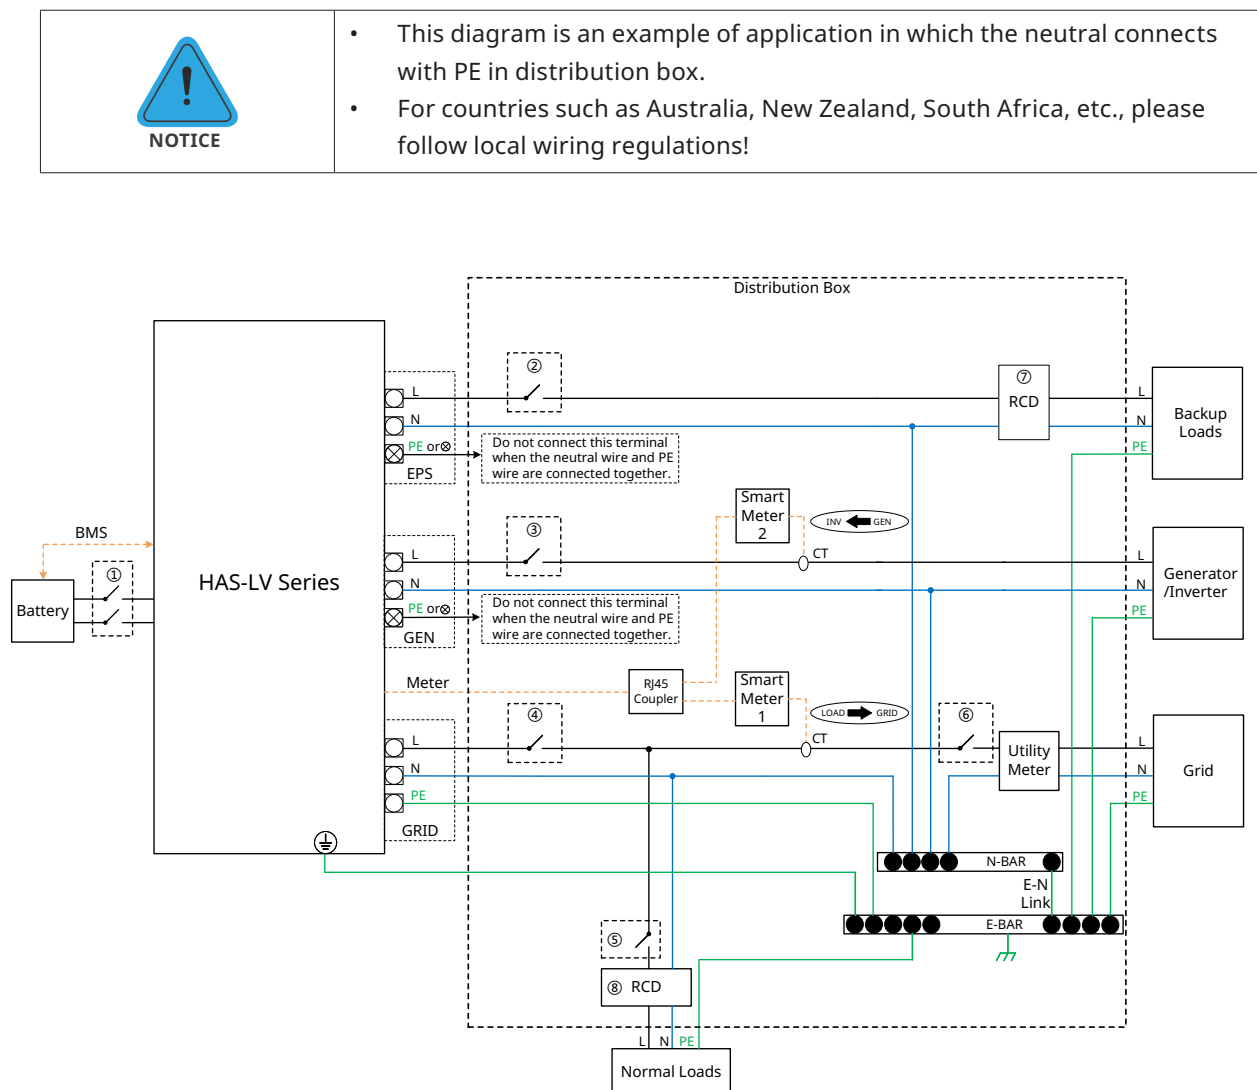 NOTICE
• This diagram is an example of application in which the neutral connects
with PE in distribution box.
• For countries such as Australia, New Zealand, South Africa, etc., please
follow local wiring regulations!
Distribution Box
②
⑦
RCD
L
N
PE or⊗
EPS
Do not connect this terminal
when the neutral wire and PE
wire are connected together.
L
N
PE
Backup
Loads
Smart
Meter
2
INV GEN
CT
BMS
①
Battery
HAS-LV Series
③
L
N
PE or⊗
GEN
Do not connect this terminal
when the neutral wire and PE
wire are connected together.
L
N
PE
Generator
/Inverter
Meter
RJ45
Coupler
Smart
Meter
1
LOAD GRID
CT
④
⑥
L
N
PE
GRID
Utility
Meter
L
N
PE
Grid
N-BAR
E-N
Link
E-BAR
⑤
⑧ RCD
L N PE
Normal Loads